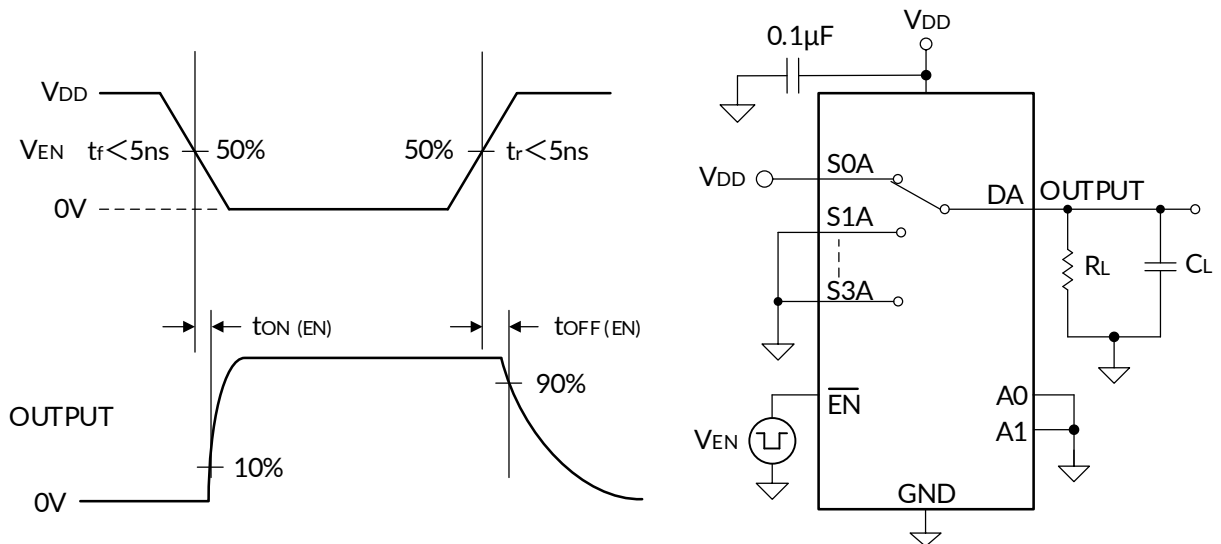 VDD
VEN tf<5ns 50% 50% tr<5ns
0V
tON (EN) tOFF(EN)
90%
OUTPUT
10%
0V
VDD
0.1µF
VDD S0A DA OUTPUT
S1A
RL CL
S3A
EN A0
A1
VEN
GND